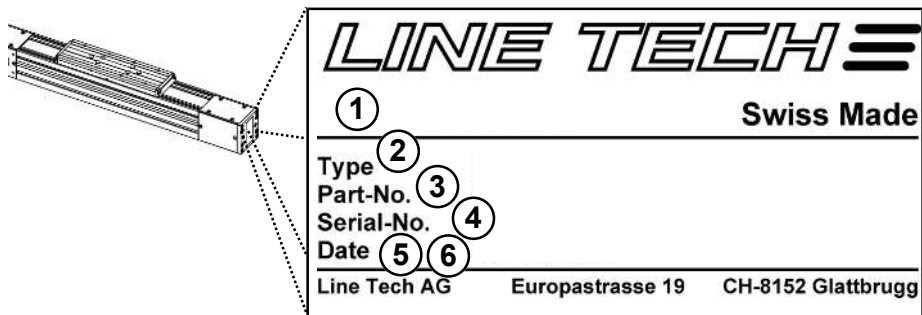 LINE TECH
1 Swiss Made
Type 2
Part-No. 3
Serial-No. 4
Date 5 6
Line Tech AG Europastrasse 19 CH-8152 Glattbrugg